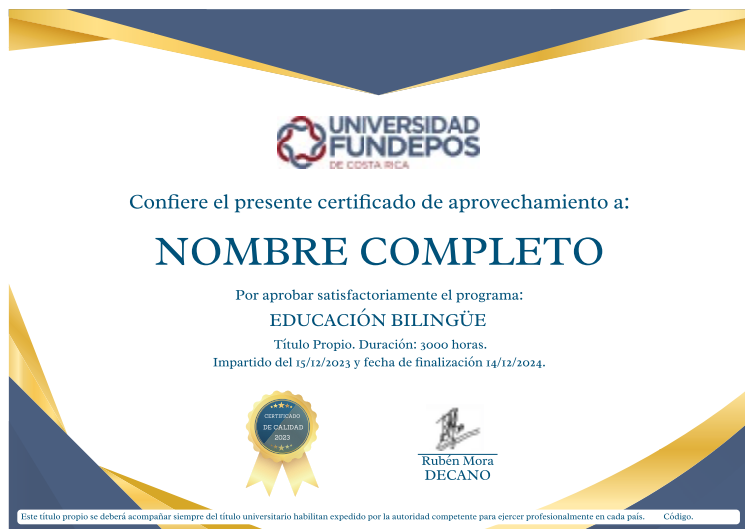 UNIVERSIDAD
FUNDEPOS
DE COSTA RICA
Confiere el presente certificado de aprovechamiento a:
NOMBRE COMPLETO
Por aprobar satisfactoriamente el programa:
EDUCACIÓN BILINGÜE
Título Propio. Duración: 3000 horas.
Impartido del 15/12/2023 y fecha de finalización 14/12/2024.
CERTIFICADO
DE CALIDAD
2023
Rubén Mora
DECANO
Este título propio se deberá acompañar siempre del título universitario habilitan expedido por la autoridad competente para ejercer profesionalmente en cada país. Código.